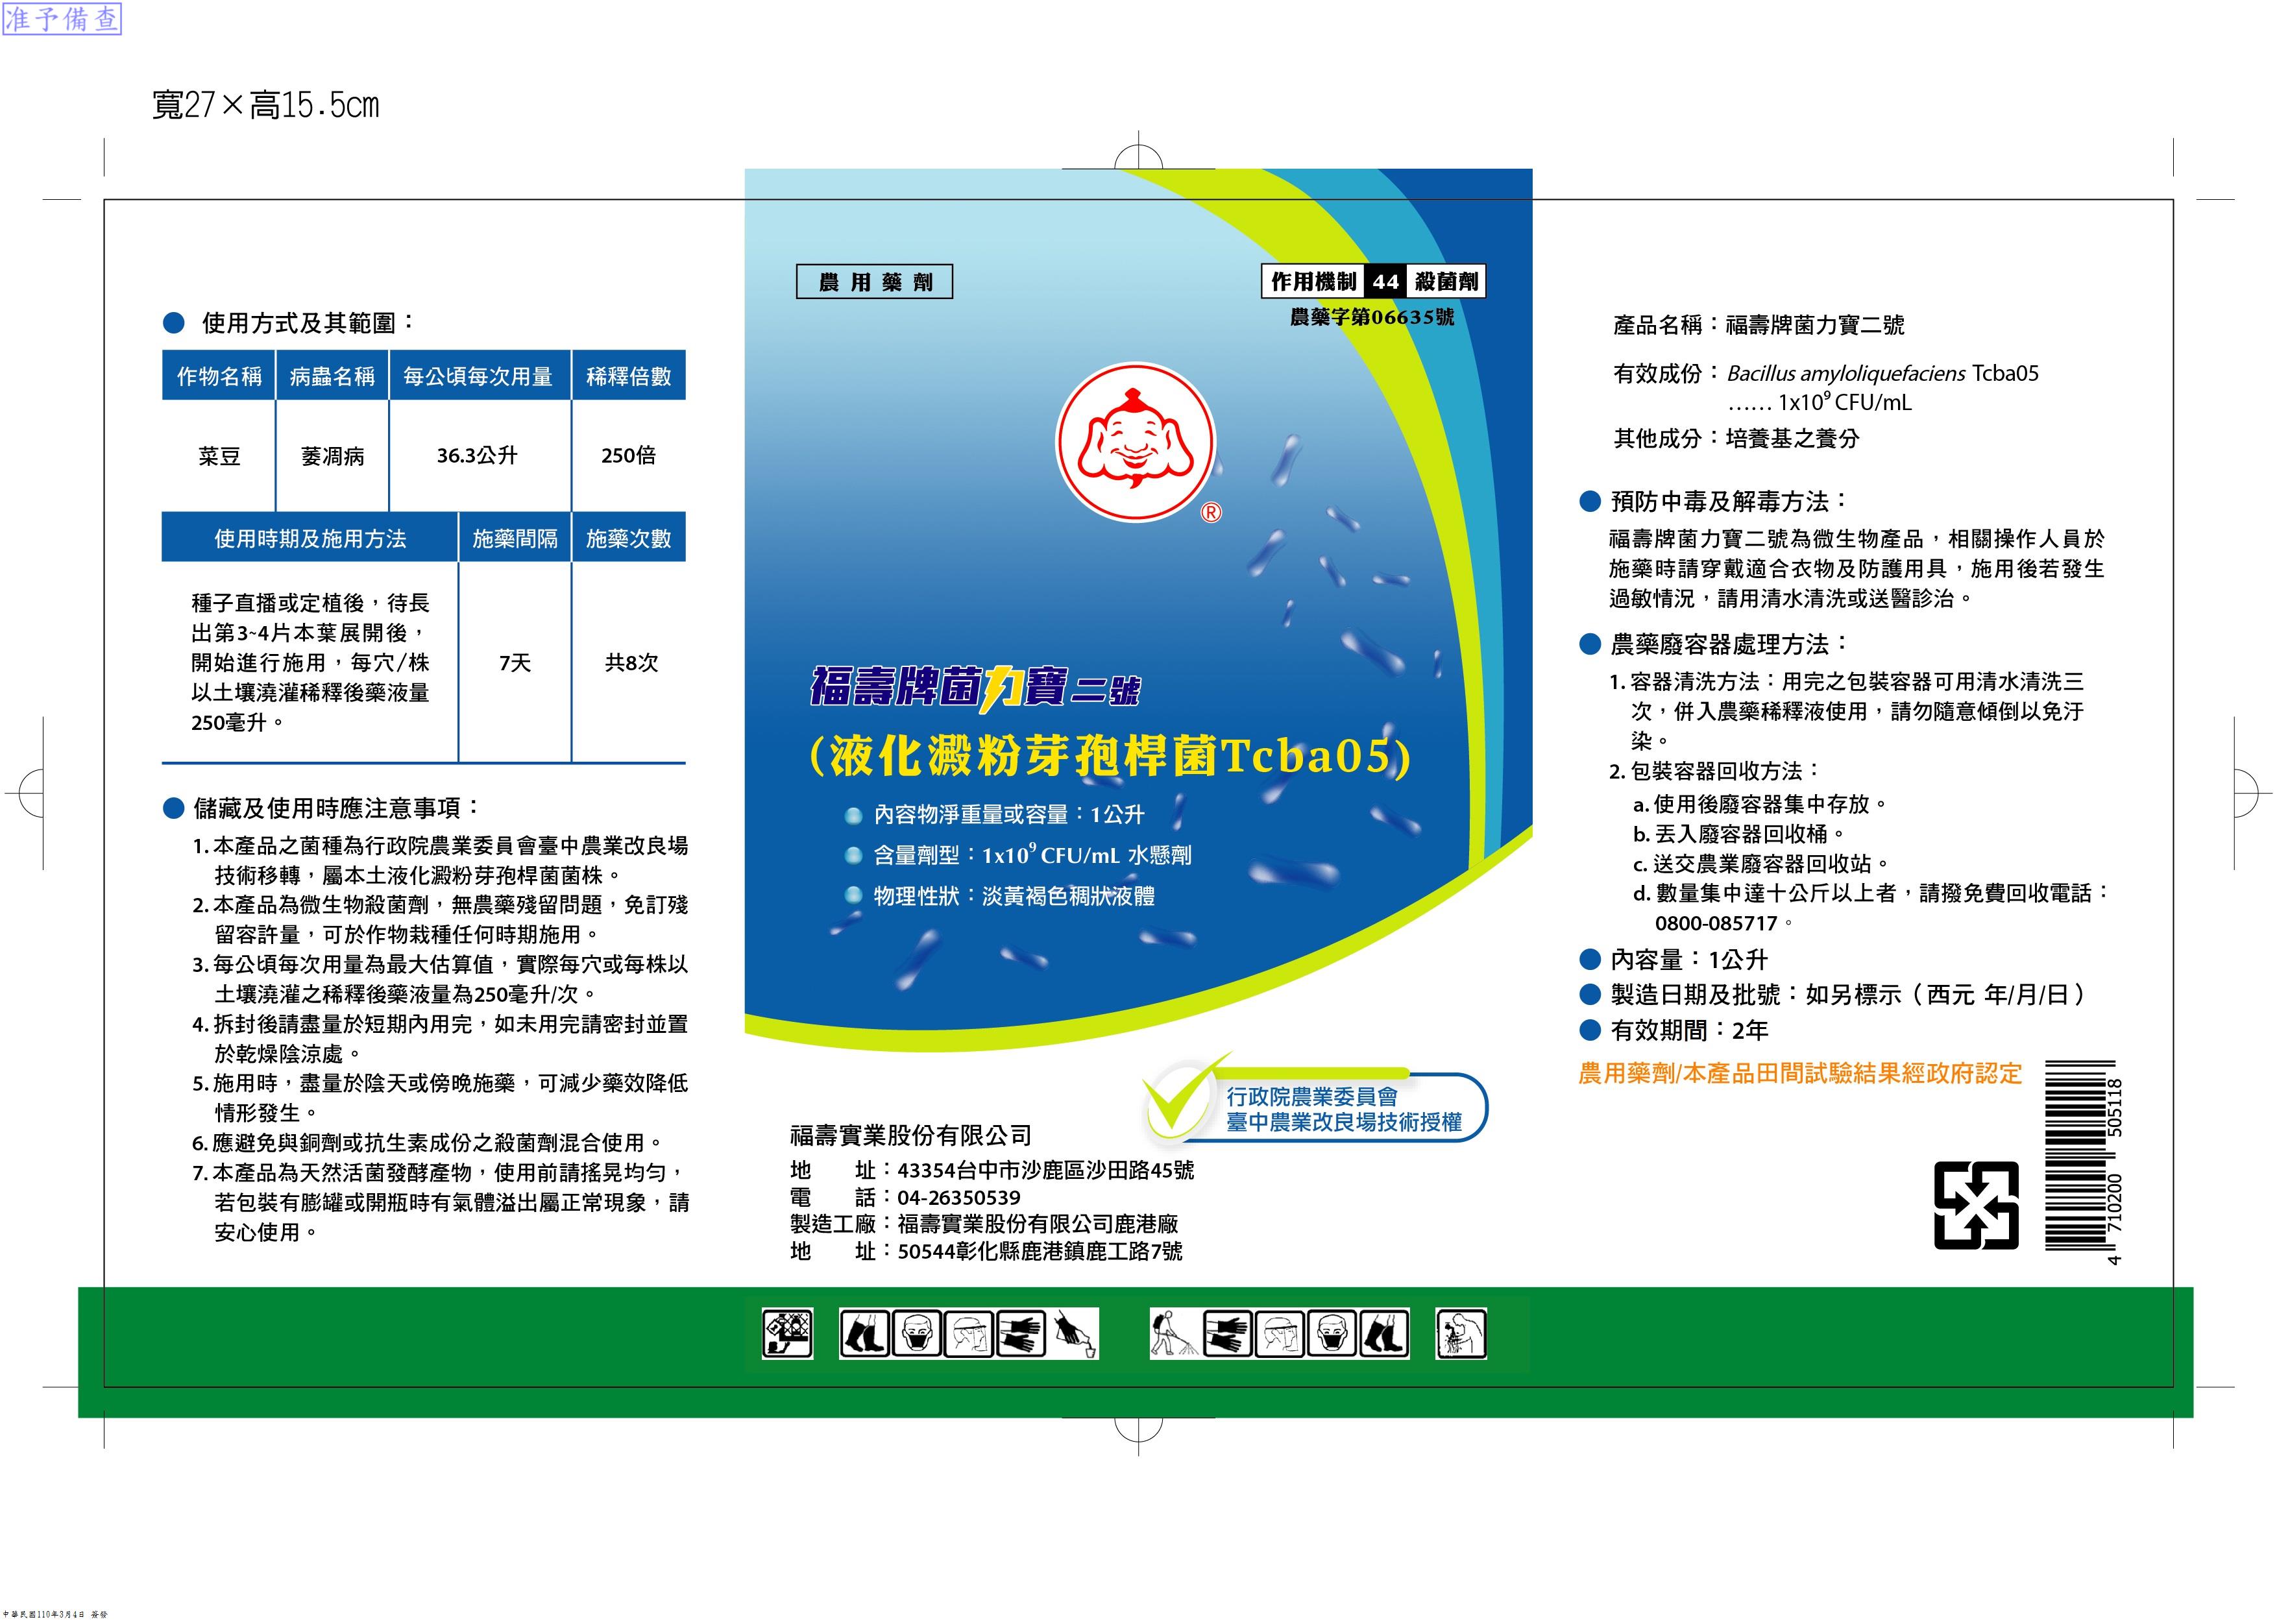 准予備查
寬27×高15.5cm
使用方式及其範圍：
作物名稱 病蟲名稱 每公頃每次用量 稀釋倍數
菜豆 萎凋病 36.3公升 250倍
使用時期及施用方法 施藥間隔 施藥次數
種子直播或定植後，待長
出第3~4片本葉展開後，
開始進行施用，每穴/株
以土壤澆灌稀釋後藥液量
250毫升。
7天
共8次
儲藏及使用時應注意事項：
1. 本產品之菌種為行政院農業委員會臺中農業改良場
技術移轉，屬本土液化澱粉芽孢桿菌菌株。
2. 本產品為微生物殺菌劑，無農藥殘留問題，免訂殘
留容許量，可於作物栽種任何時期施用。
3. 每公頃每次用量為最大估算值，實際每穴或每株以
土壤澆灌之稀釋後藥液量為250毫升/次。
4. 拆封後請盡量於短期內用完，如未用完請密封並置
於乾燥陰涼處。
5. 施用時，盡量於陰天或傍晚施藥，可減少藥效降低
情形發生。
6. 應避免與銅劑或抗生素成份之殺菌劑混合使用。
7. 本產品為天然活菌發酵產物，使用前請搖晃均勻，
若包裝有膨罐或開瓶時有氣體溢出屬正常現象，請
安心使用。
農用藥劑
作用機制 44 殺菌劑
農藥字第06635號
®
福壽牌菌力寶二號
(液化澱粉芽孢桿菌Tcba05)
內容物淨重量或容量：1公升
含量劑型：1x10⁹ CFU/mL 水懸劑
物理性狀：淡黃褐色稠狀液體
行政院農業委員會
臺中農業改良場技術授權
福壽實業股份有限公司
地　　址：43354台中市沙鹿區沙田路45號
電　　話：04-26350539
製造工廠：福壽實業股份有限公司鹿港廠
地　　址：50544彰化縣鹿港鎮鹿工路7號
產品名稱：福壽牌菌力寶二號
有效成份：Bacillus amyloliquefaciens Tcba05
…… 1x10⁹ CFU/mL
其他成分：培養基之養分
預防中毒及解毒方法：
福壽牌菌力寶二號為微生物產品，相關操作人員於
施藥時請穿戴適合衣物及防護用具，施用後若發生
過敏情況，請用清水清洗或送醫診治。
農藥廢容器處理方法：
1. 容器清洗方法：用完之包裝容器可用清水清洗三
次，併入農藥稀釋液使用，請勿隨意傾倒以免汙
染。
2. 包裝容器回收方法：
a. 使用後廢容器集中存放。
b. 丟入廢容器回收桶。
c. 送交農業廢容器回收站。
d. 數量集中達十公斤以上者，請撥免費回收電話：
0800-085717。
內容量：1公升
製造日期及批號：如另標示（西元 年/月/日）
有效期間：2年
農用藥劑/本產品田間試驗結果經政府認定
4 710200 505118
中華民國110年3月4日 簽發